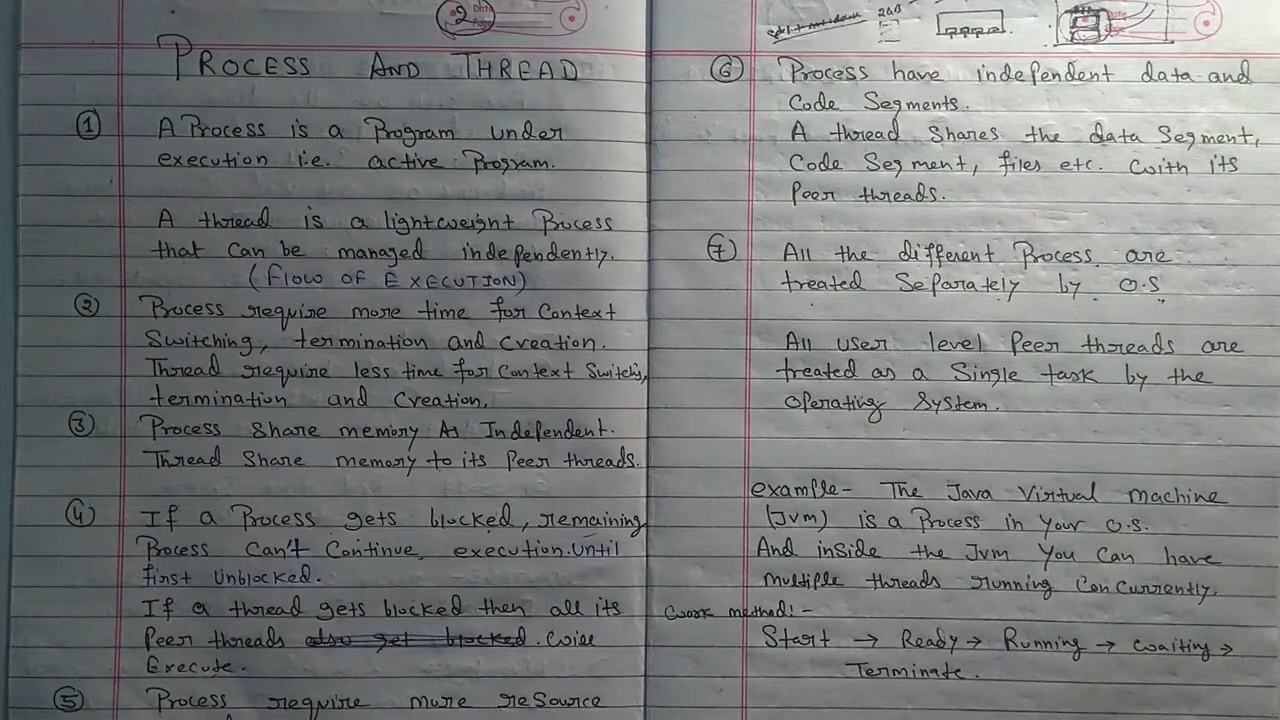 2
Date
Page
PROCESS AND THREAD
① A Process is a Program under
execution i.e. active Program.
A thread is a lightweight Process
that can be managed independently.
(Flow OF EXECUTION)
② Process require more time for Context
Switching, termination and Creation.
Thread require less time for Context Switch,
termination and Creation.
③ Process Share memory As Independent.
Thread Share memory to its Peer threads.
④ If a Process gets blocked, remaining
Process Can't Continue execution. Until
first Unblocked.
If a thread gets blocked then all its
Peer threads also get blocked. will
Execute.
⑤ Process require more reSource
268
⑥ Process have independent data and
Code Segments.
A thread Shares the data Segment,
Code Segment, files etc. with its
Peer threads.
⑦ All the different Process are
treated Separately by O.S
All user level Peer threads are
treated as a Single task by the
Operating System.
example- The Java Virtual machine
(Jvm) is a Process in your O.S.
And inside the Jvm You Can have
multiple threads running ConCurrently.
Work method:-
Start → Ready → Running → Waiting →
Terminate.